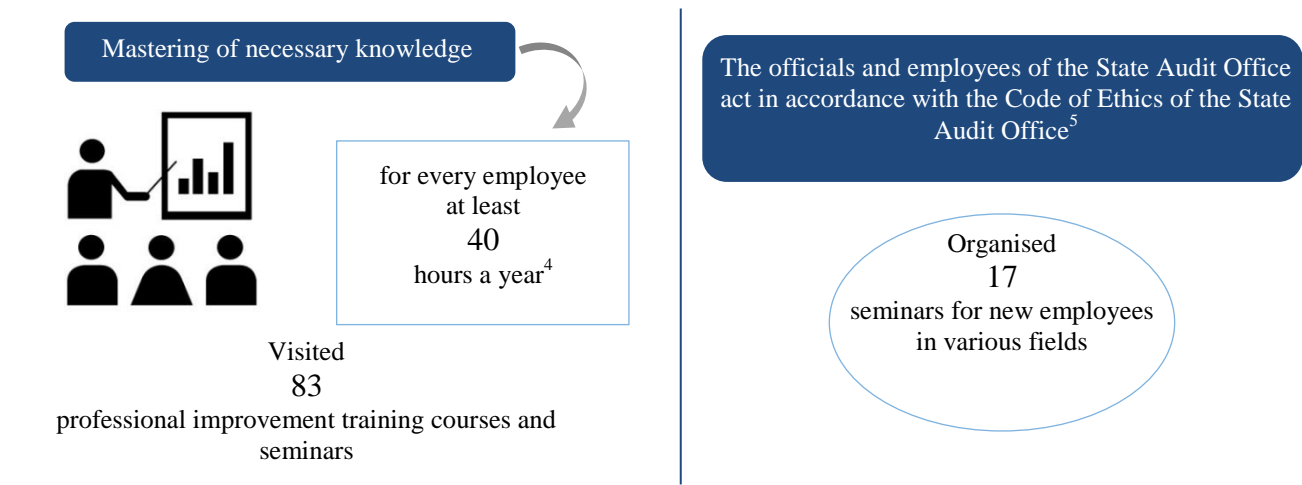 Mastering of necessary knowledge
for every employee
at least
40
hours a year4
Visited
83
professional improvement training courses and
seminars
The officials and employees of the State Audit Office
act in accordance with the Code of Ethics of the State
Audit Office5
Organised
17
seminars for new employees
in various fields